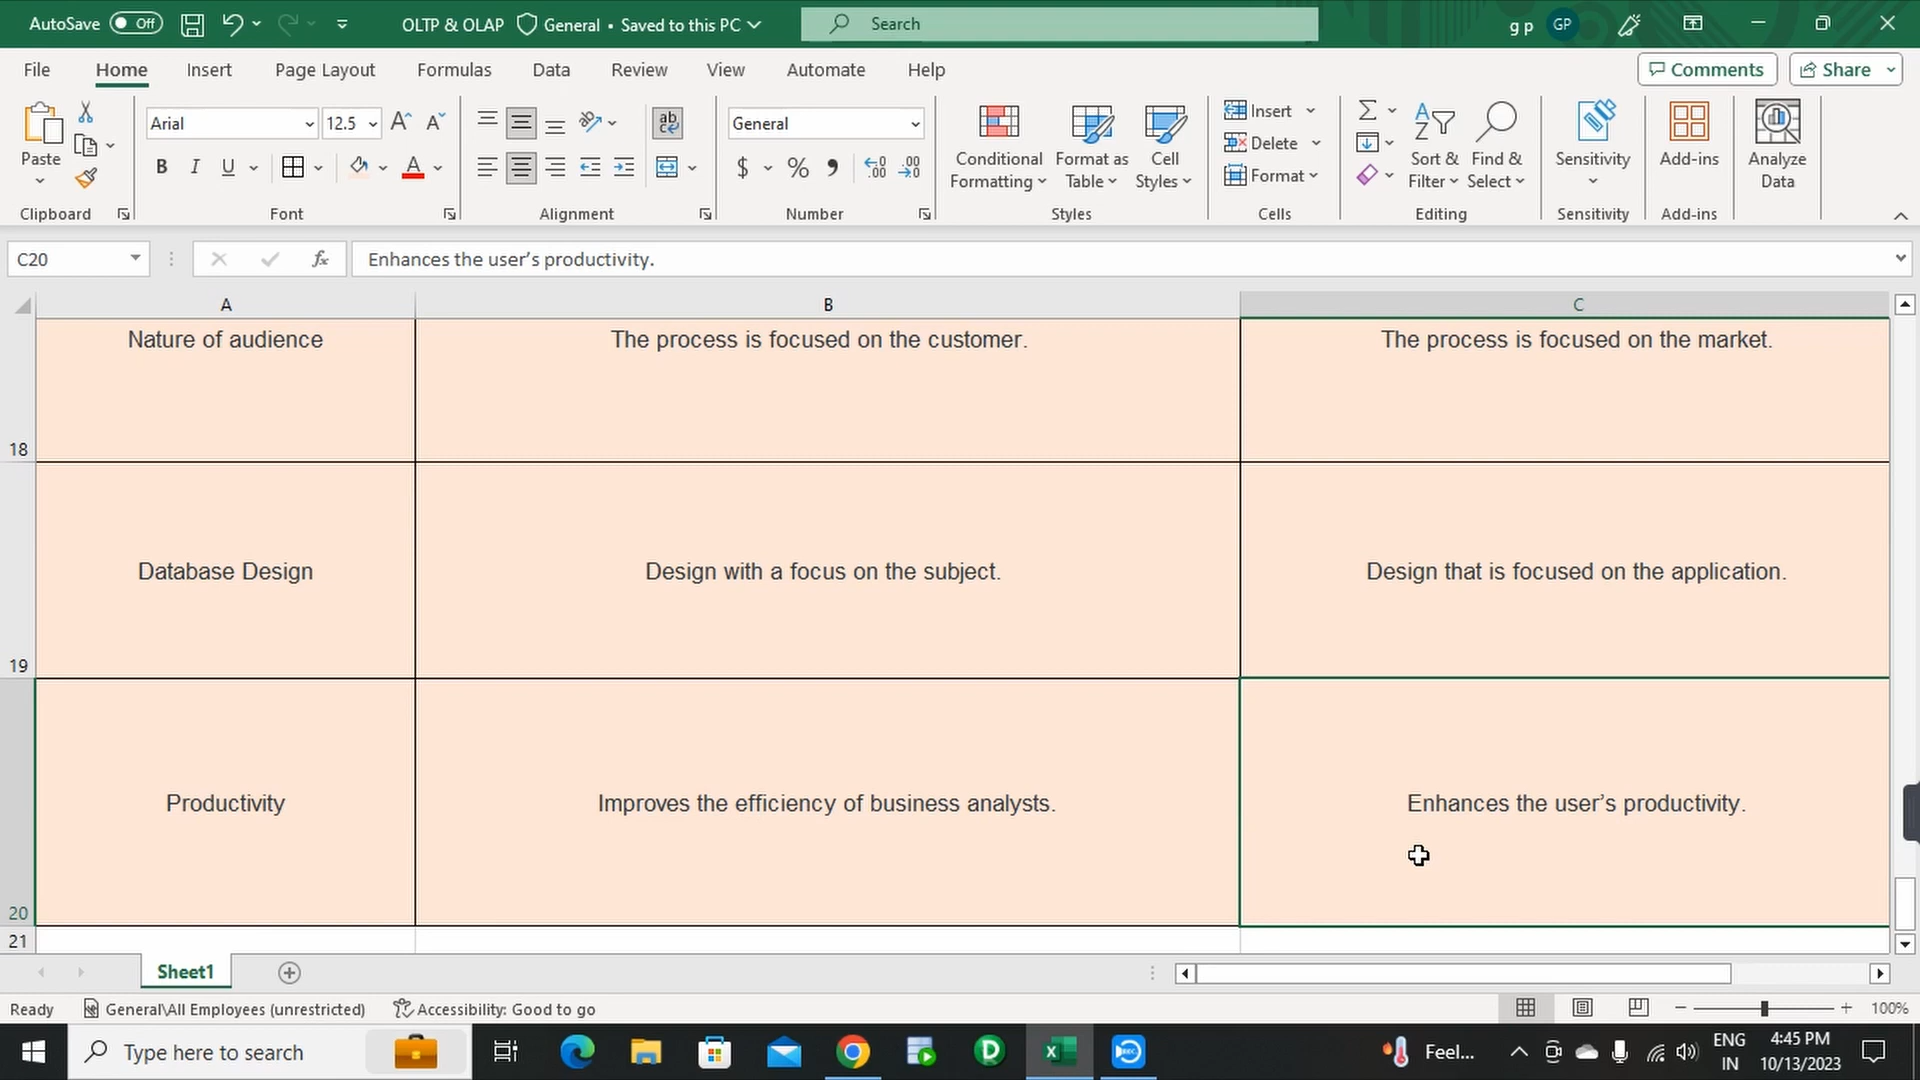 AutoSave Off OLTP & OLAP General • Saved to this PC Search g p GP
File Home Insert Page Layout Formulas Data Review View Automate Help Comments Share
Arial 12.5 General
Paste
B I U
$ %
Conditional Formatting
Format as Table
Cell Styles
Insert
Delete
Format
Sort & Filter
Find & Select
Sensitivity
Add-ins
Analyze Data
Clipboard Font Alignment Number Styles Cells Editing Sensitivity Add-ins
C20 fx Enhances the user’s productivity.
A B C
18 Nature of audience The process is focused on the customer. The process is focused on the market.
19 Database Design Design with a focus on the subject. Design that is focused on the application.
20 Productivity Improves the efficiency of business analysts. Enhances the user’s productivity.
21
Sheet1
Ready General\All Employees (unrestricted) Accessibility: Good to go 100%
Type here to search Feel... ENG IN 4:45 PM 10/13/2023